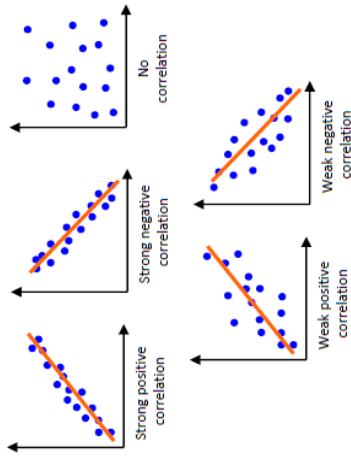 Strong positive
correlation
Strong negative
correlation
No
correlation
Weak positive
correlation
Weak negative
correlation